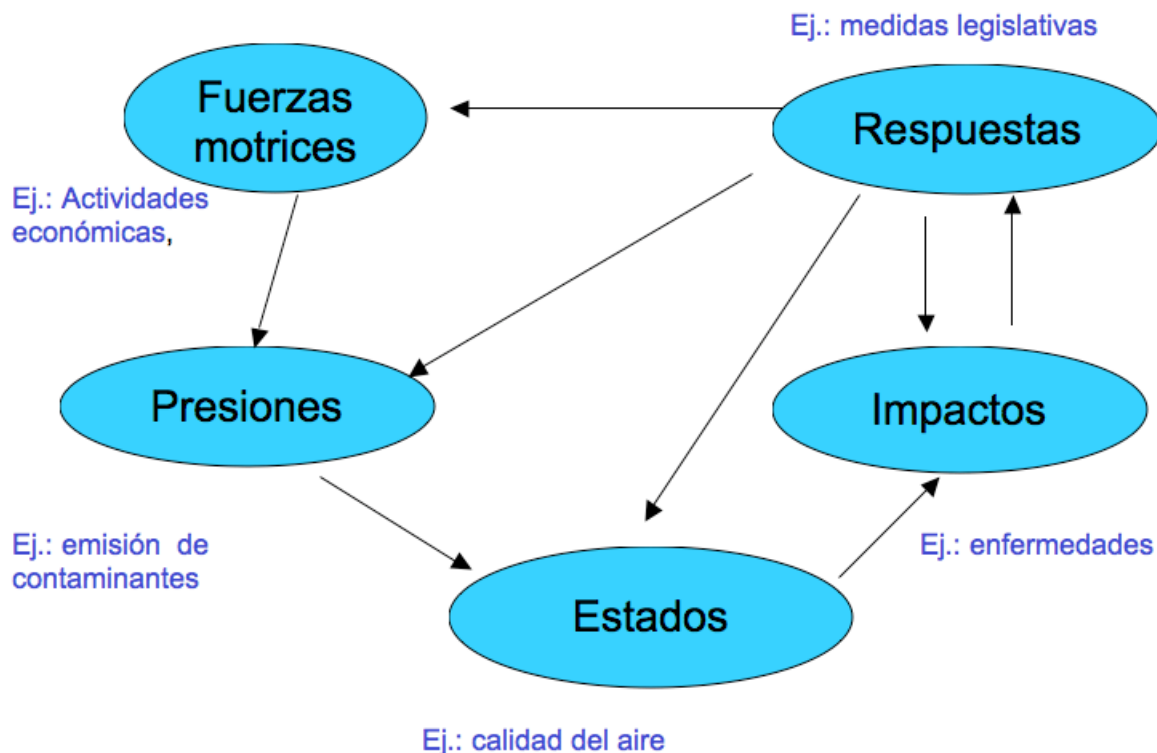 Ej.: medidas legislativas
Fuerzas
motrices
Respuestas
Ej.: Actividades
económicas,
Presiones
Impactos
Ej.: emisión de
contaminantes
Ej.: enfermedades
Estados
Ej.: calidad del aire